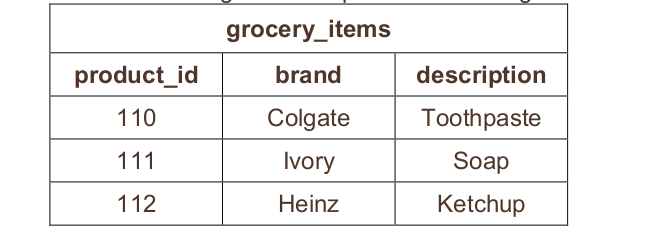 grocery_items
product_id brand description
110 Colgate Toothpaste
111 Ivory Soap
112 Heinz Ketchup